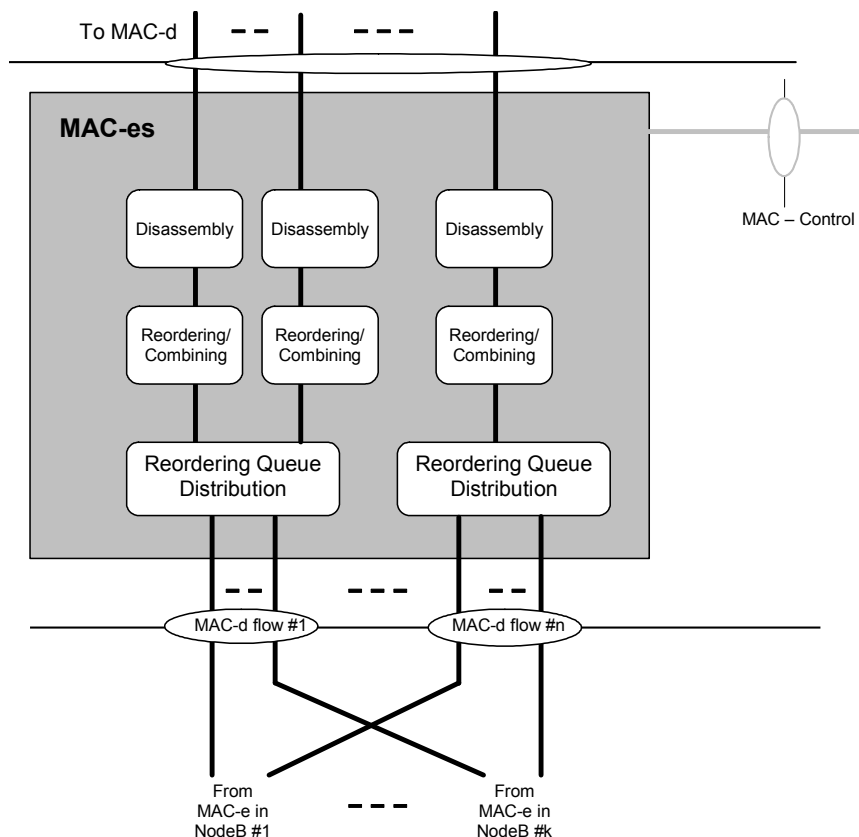 To MAC-d
MAC-es
MAC – Control
Disassembly
Disassembly
Disassembly
Reordering/
Combining
Reordering/
Combining
Reordering/
Combining
Reordering Queue
Distribution
Reordering Queue
Distribution
MAC-d flow #1
MAC-d flow #n
From
MAC-e in
NodeB #1
From
MAC-e in
NodeB #k